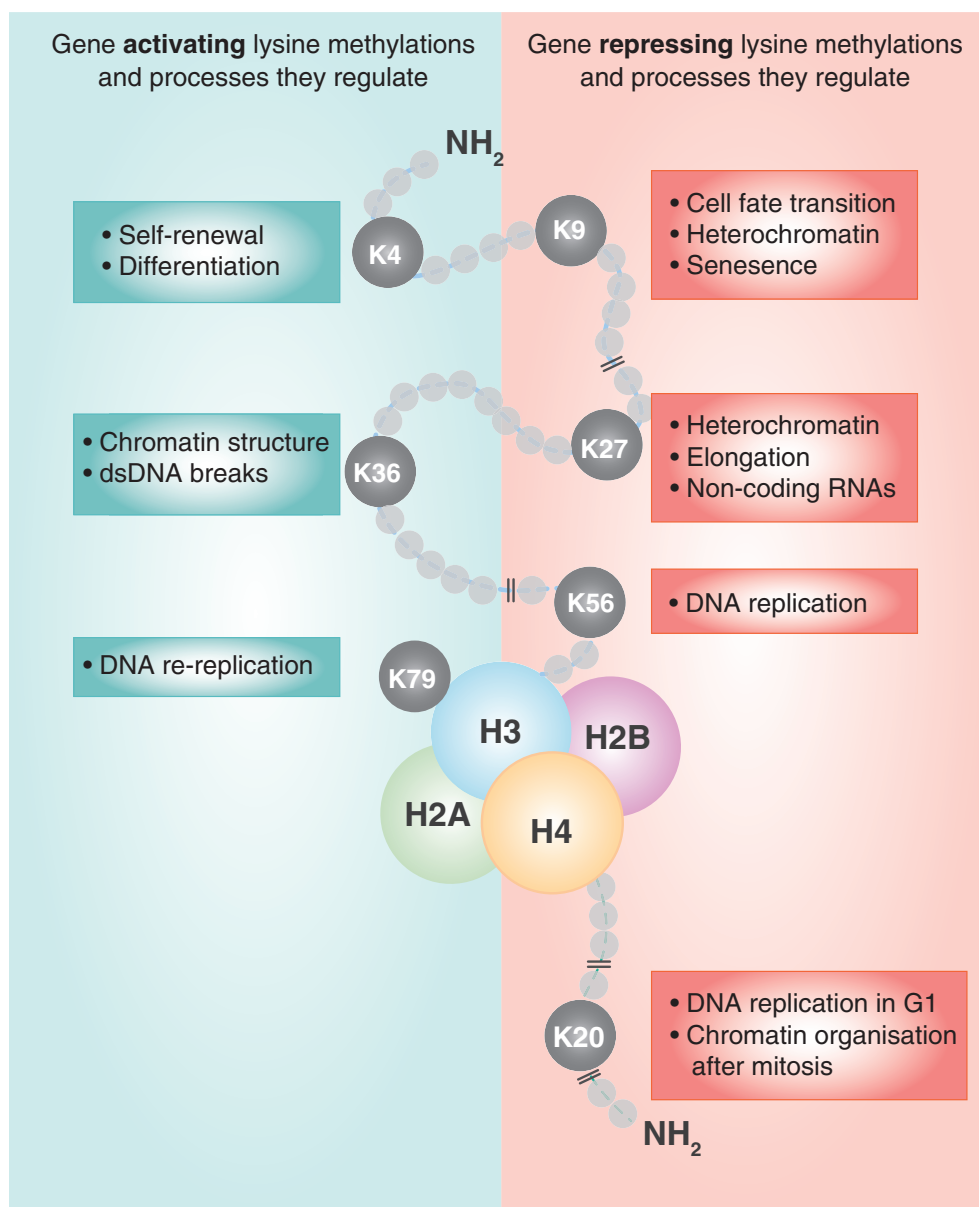 Gene activating lysine methylations
and processes they regulate
Gene repressing lysine methylations
and processes they regulate
NH2
• Self-renewal
• Differentiation
K4
K9
• Cell fate transition
• Heterochromatin
• Senesence
• Chromatin structure
• dsDNA breaks
K36
K27
• Heterochromatin
• Elongation
• Non-coding RNAs
K56
• DNA replication
• DNA re-replication
K79
H3
H2B
H2A
H4
K20
• DNA replication in G1
• Chromatin organisation
after mitosis
NH2